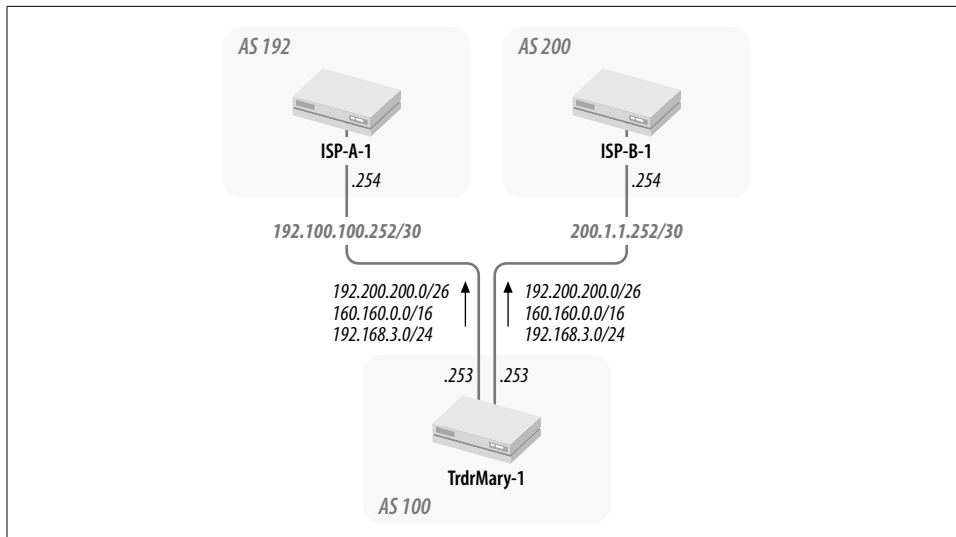 AS 192
AS 200
ISP-A-1
ISP-B-1
.254
.254
192.100.100.252/30
200.1.1.252/30
192.200.200.0/26
160.160.0.0/16
192.168.3.0/24
192.200.200.0/26
160.160.0.0/16
192.168.3.0/24
.253
.253
TrdrMary-1
AS 100